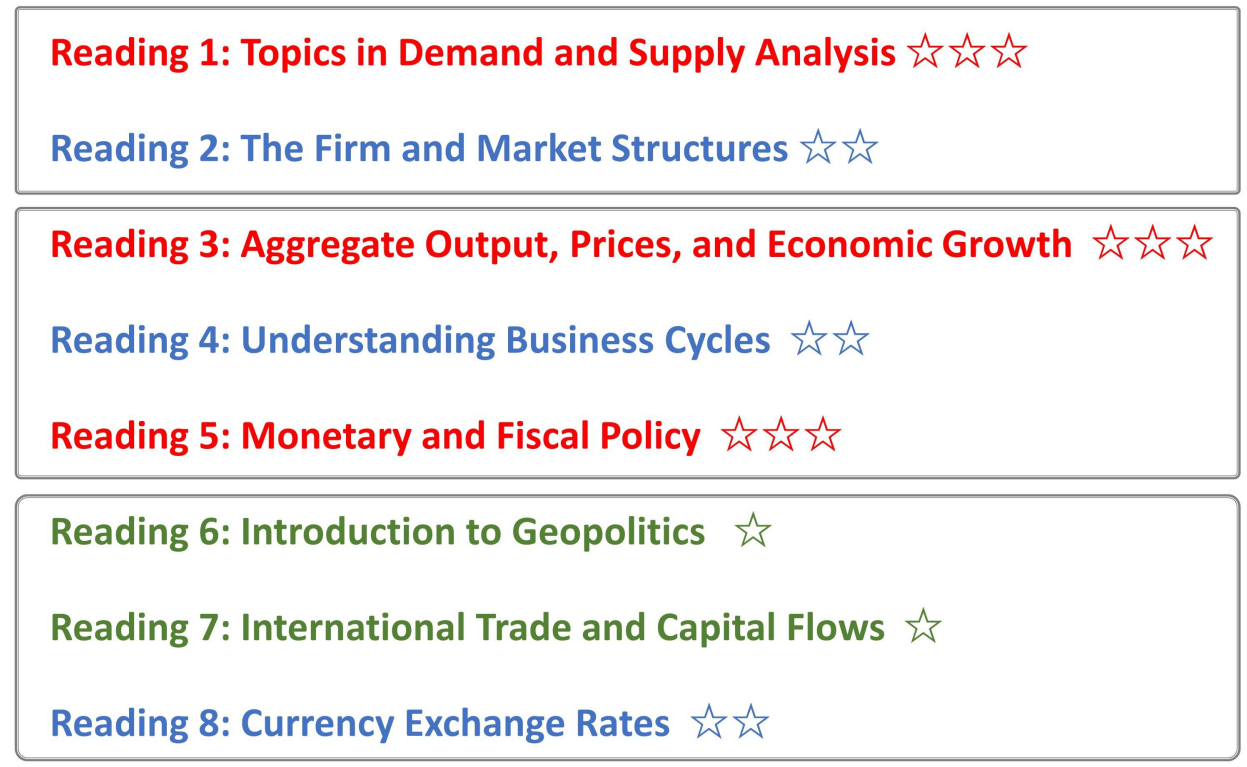 Reading 1: Topics in Demand and Supply Analysis ☆☆☆
Reading 2: The Firm and Market Structures ☆☆
Reading 3: Aggregate Output, Prices, and Economic Growth ☆☆☆
Reading 4: Understanding Business Cycles ☆☆
Reading 5: Monetary and Fiscal Policy ☆☆☆
Reading 6: Introduction to Geopolitics ☆
Reading 7: International Trade and Capital Flows ☆
Reading 8: Currency Exchange Rates ☆☆